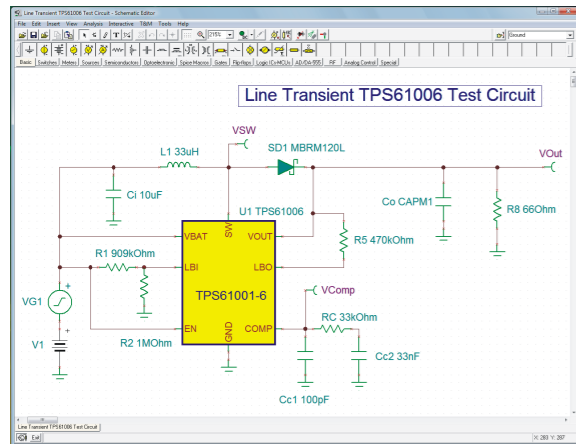 Line Transient TPS61006 Test Circuit - Schematic Editor
File Edit Insert View Analysis Interactive T&M Tools Help
215%
Ground
Basic Switches Meters Sources Semiconductors Optoelectronic Spice Macros Gates Flip-flops Logic ICs-MCUs AD/DA-555 RF Analog Control Special
Line Transient TPS61006 Test Circuit
VSW
L1 33uH
SD1 MBRM120L
VOut
Ci 10uF
Co CAPM1
R8 66Ohm
U1 TPS61006
VBAT
SW
VOUT
R1 909kOhm
R5 470kOhm
LBI
LBO
TPS61001-6
VG1
+
VComp
V1
+
EN
GND
COMP
RC 33kOhm
R2 1MOhm
Cc2 33nF
Cc1 100pF
Line Transient TPS61006 Test Circuit
Exit
X: 293 Y: 287